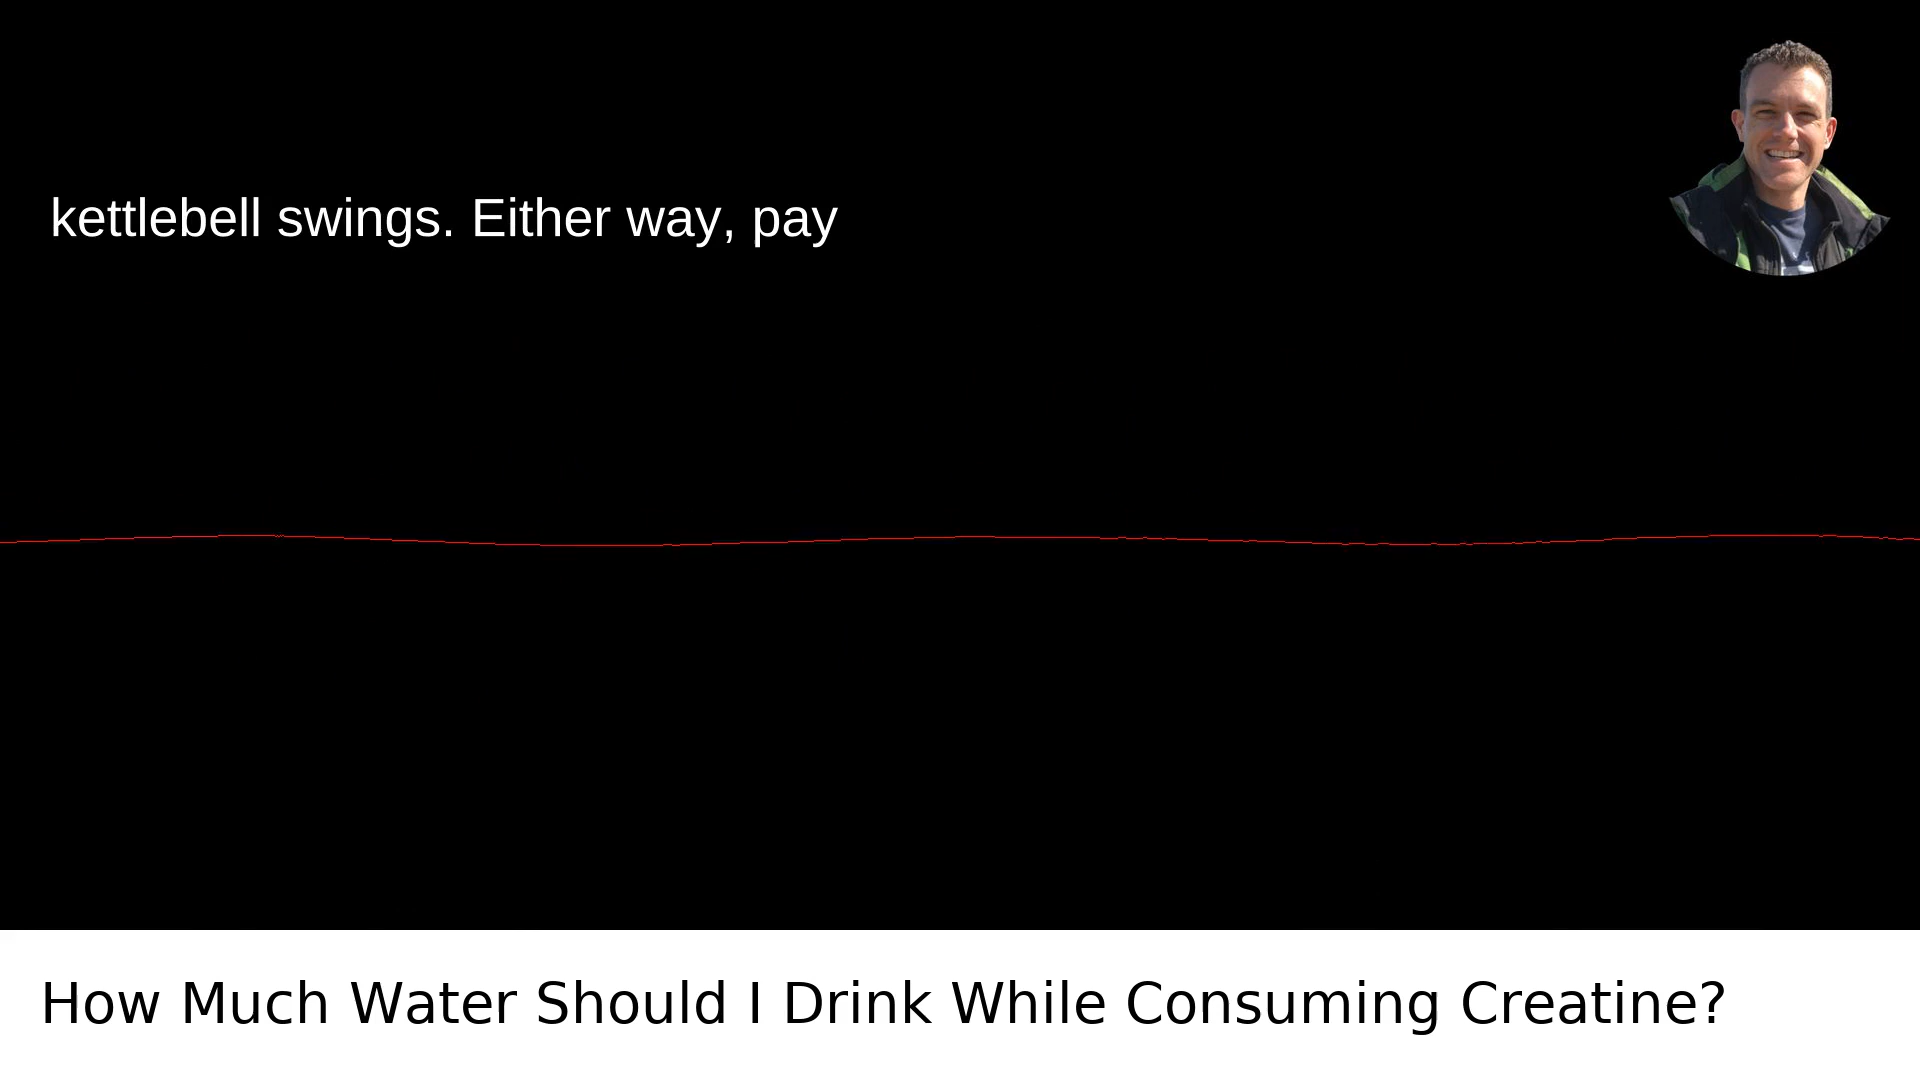 kettlebell swings. Either way, pay
How Much Water Should I Drink While Consuming Creatine?